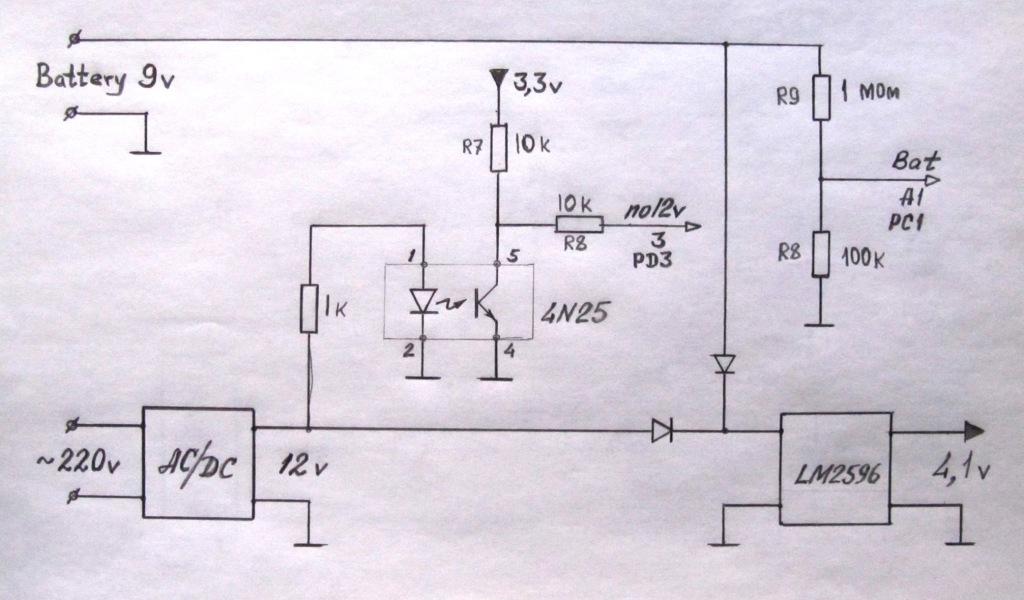 Battery 9v
3,3v
R7
10k
R9
1 MOm
10k
R8
no12v
3
PD3
Bat
A1
PC1
R8
100k
1k
1
5
2
4
4N25
~220v
AC/DC
12v
LM2596
4,1v